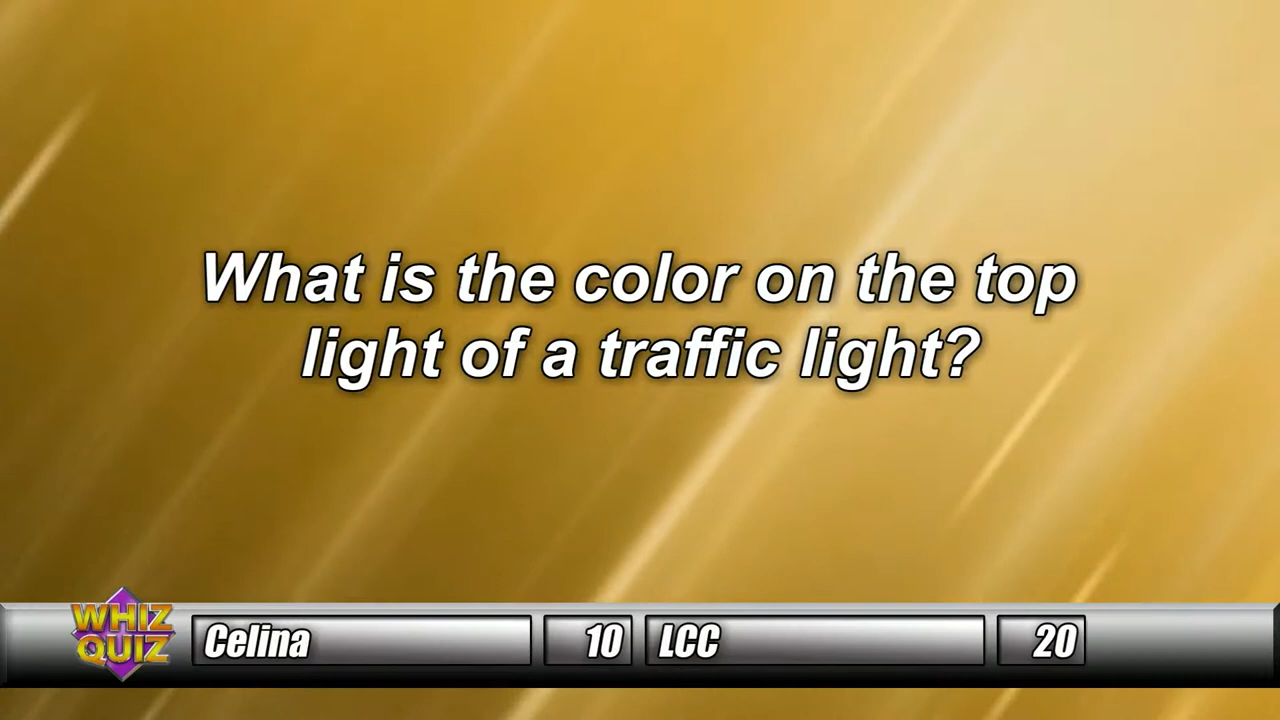 What is the color on the top
light of a traffic light?
WHIZ
QUIZ
Celina 10 LCC 20